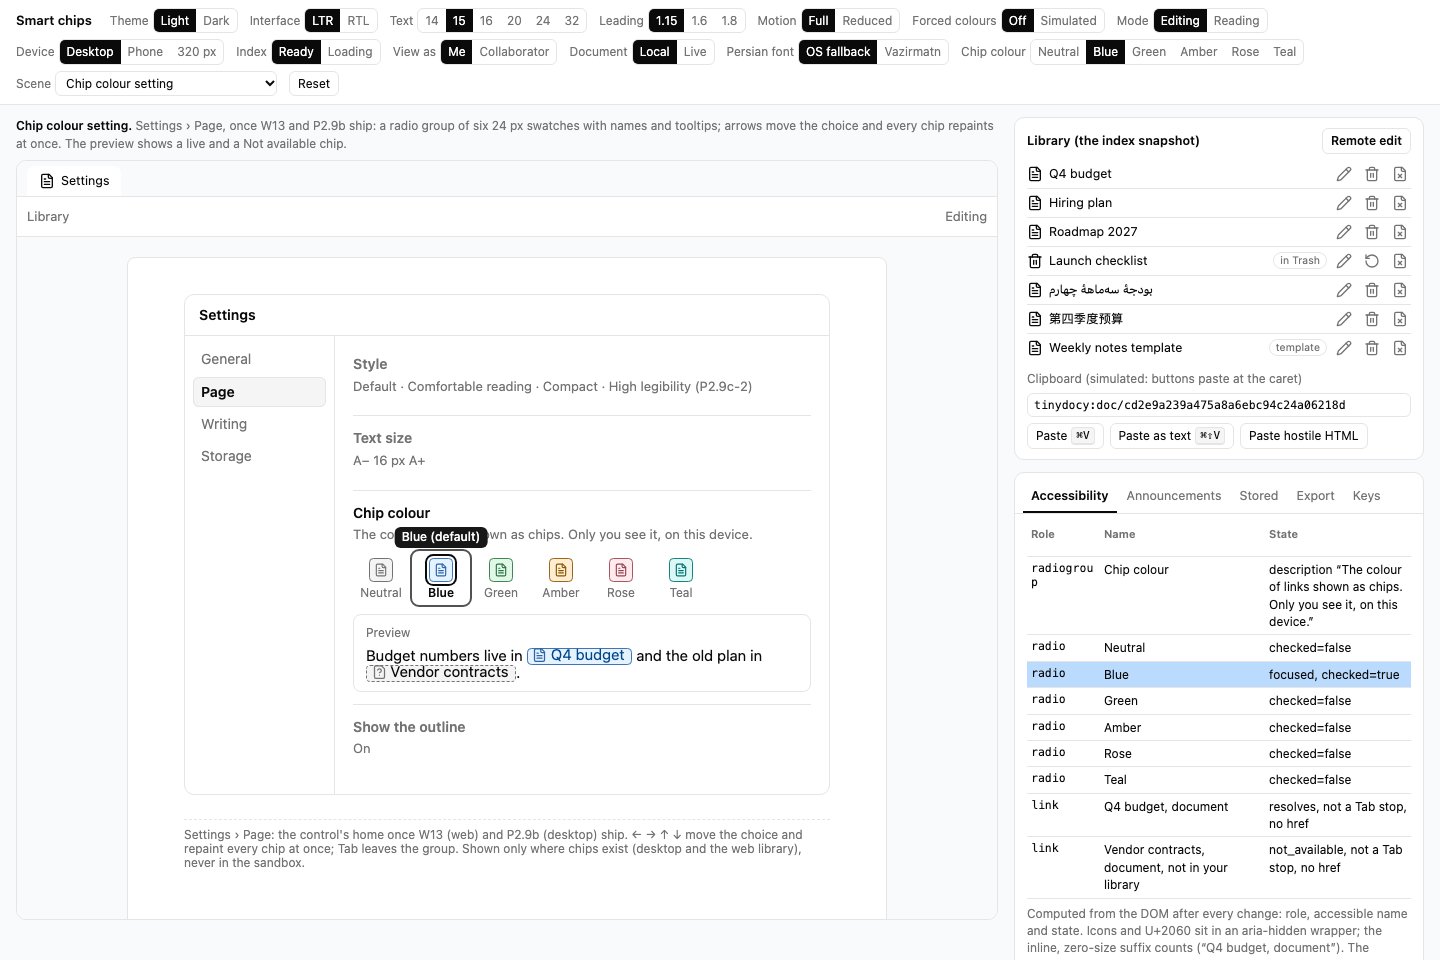 Smart chips Theme Light Dark Interface LTR RTL Text 14 15 16 20 24 32 Leading 1.15 1.6 1.8 Motion Full Reduced Forced colours Off Simulated Mode Editing Reading
Device Desktop Phone 320 px Index Ready Loading View as Me Collaborator Document Local Live Persian font OS fallback Vazirmatn Chip colour Neutral Blue Green Amber Rose Teal
Scene Chip colour setting Reset
Chip colour setting. Settings › Page, once W13 and P2.9b ship: a radio group of six 24 px swatches with names and tooltips; arrows move the choice and every chip repaints
at once. The preview shows a live and a Not available chip.
Settings
Library Editing
Settings
General
Page
Writing
Storage
Style
Default · Comfortable reading · Compact · High legibility (P2.9c-2)
Text size
A– 16 px A+
Chip colour
The co wn as chips. Only you see it, on this device.
Blue (default)
Neutral Blue Green Amber Rose Teal
Preview
Budget numbers live in Q4 budget and the old plan in
Vendor contracts.
Show the outline
On
Settings › Page: the control's home once W13 (web) and P2.9b (desktop) ship. ← → ↑ ↓ move the choice and
repaint every chip at once; Tab leaves the group. Shown only where chips exist (desktop and the web library),
never in the sandbox.
Library (the index snapshot) Remote edit
Q4 budget
Hiring plan
Roadmap 2027
Launch checklist in Trash
بودجهٔ سه‌ماههٔ چهارم
第四季度预算
Weekly notes template template
Clipboard (simulated: buttons paste at the caret)
tinydocy:doc/cd2e9a239a475a8a6ebc94c24a06218d
Paste ⌘V Paste as text ⌘⇧V Paste hostile HTML
Accessibility Announcements Stored Export Keys
Role Name State
radiogrou Chip colour description “The colour
p of links shown as chips.
Only you see it, on this
device.”
radio Neutral checked=false
radio Blue focused, checked=true
radio Green checked=false
radio Amber checked=false
radio Rose checked=false
radio Teal checked=false
link Q4 budget, document resolves, not a Tab stop,
no href
link Vendor contracts, not_available, not a Tab
document, not in your stop, no href
library
Computed from the DOM after every change: role, accessible name
and state. Icons and U+2060 sit in an aria-hidden wrapper; the
inline, zero-size suffix counts (“Q4 budget, document”). The